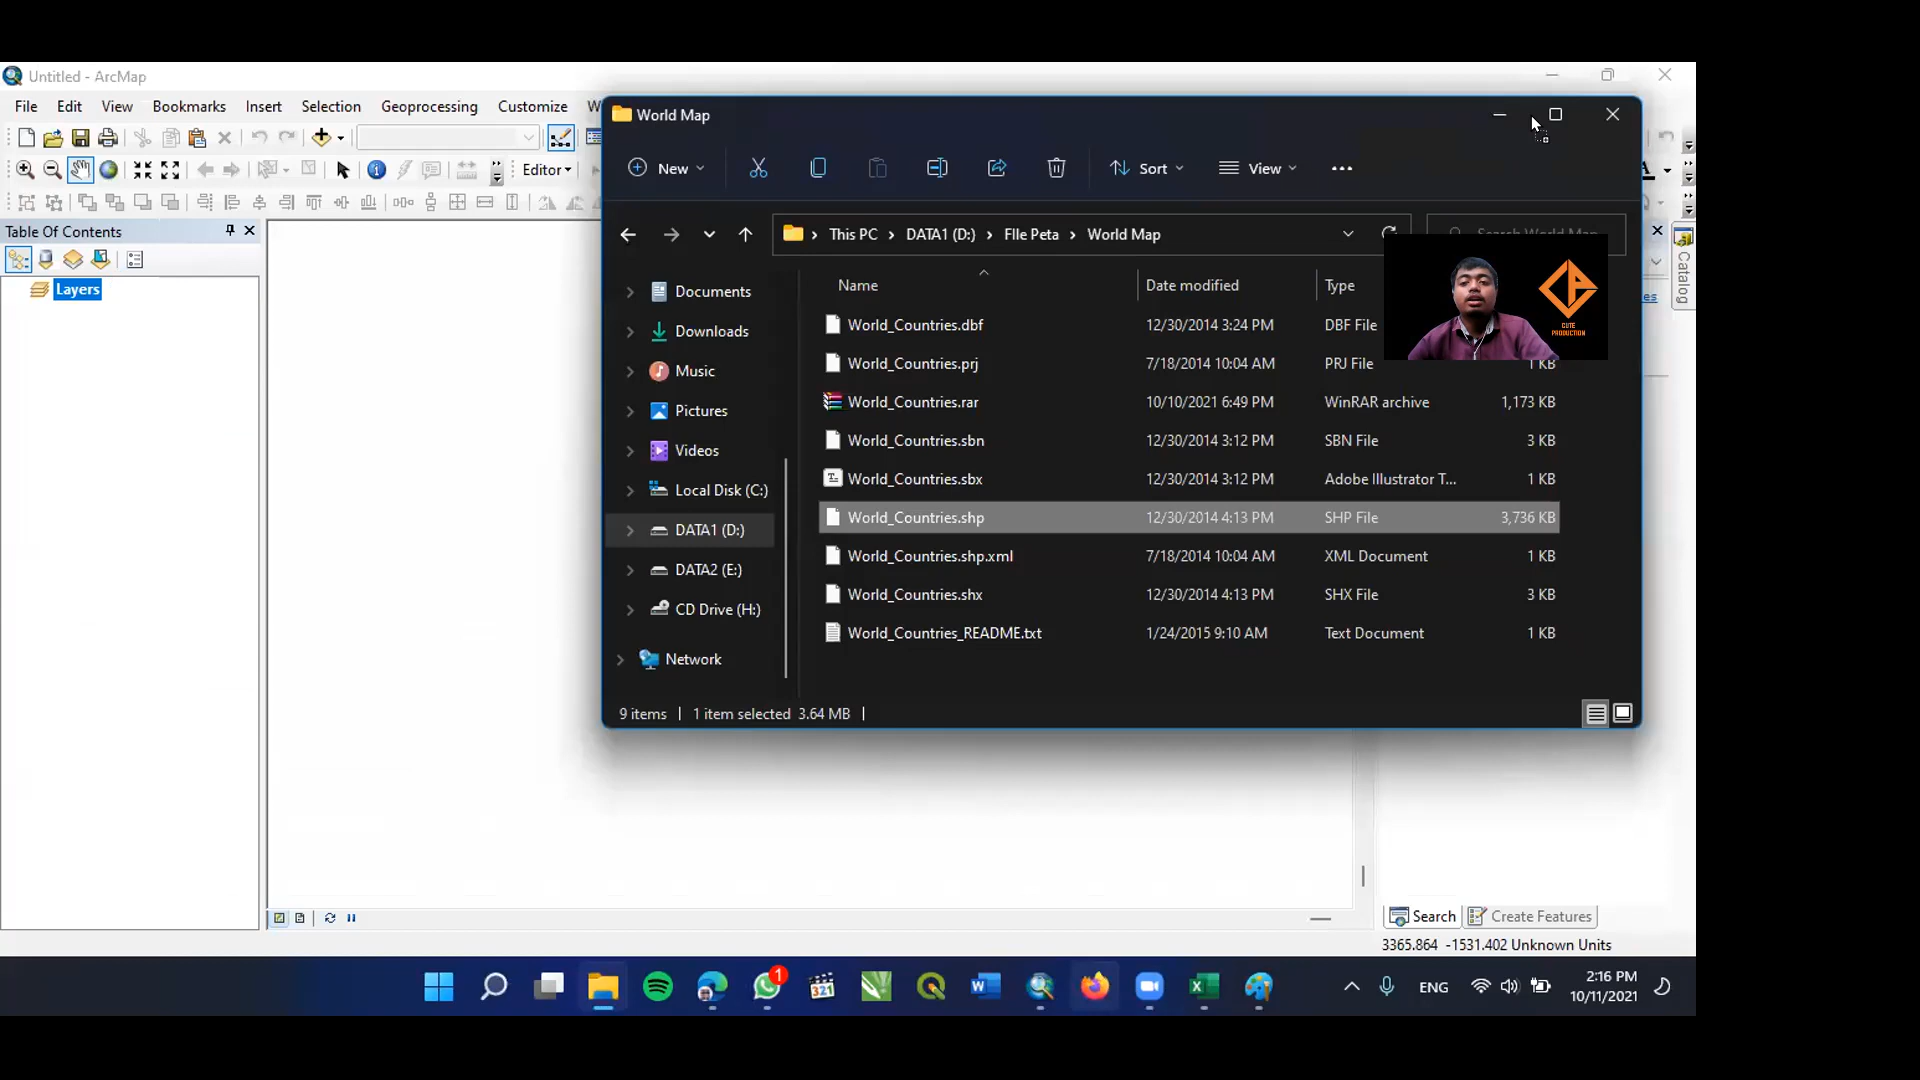 Untitled - ArcMap
File Edit View Bookmarks Insert Selection Geoprocessing Customize W
Editor
Table Of Contents
Layers
World Map
New Sort View
This PC DATA1 (D:) FIle Peta World Map
Search World Map
Documents
Downloads
Music
Pictures
Videos
Local Disk (C:)
DATA1 (D:)
DATA2 (E:)
CD Drive (H:)
Network
Name Date modified Type
World_Countries.dbf 12/30/2014 3:24 PM DBF File
World_Countries.prj 7/18/2014 10:04 AM PRJ File 1 KB
World_Countries.rar 10/10/2021 6:49 PM WinRAR archive 1,173 KB
World_Countries.sbn 12/30/2014 3:12 PM SBN File 3 KB
World_Countries.sbx 12/30/2014 3:12 PM Adobe Illustrator T... 1 KB
World_Countries.shp 12/30/2014 4:13 PM SHP File 3,736 KB
World_Countries.shp.xml 7/18/2014 10:04 AM XML Document 1 KB
World_Countries.shx 12/30/2014 4:13 PM SHX File 3 KB
World_Countries_README.txt 1/24/2015 9:10 AM Text Document 1 KB
9 items 1 item selected 3.64 MB
CUTE
PRODUCTION
es
Catalog
Search Create Features
3365.864 -1531.402 Unknown Units
1
321
ENG
2:16 PM
10/11/2021